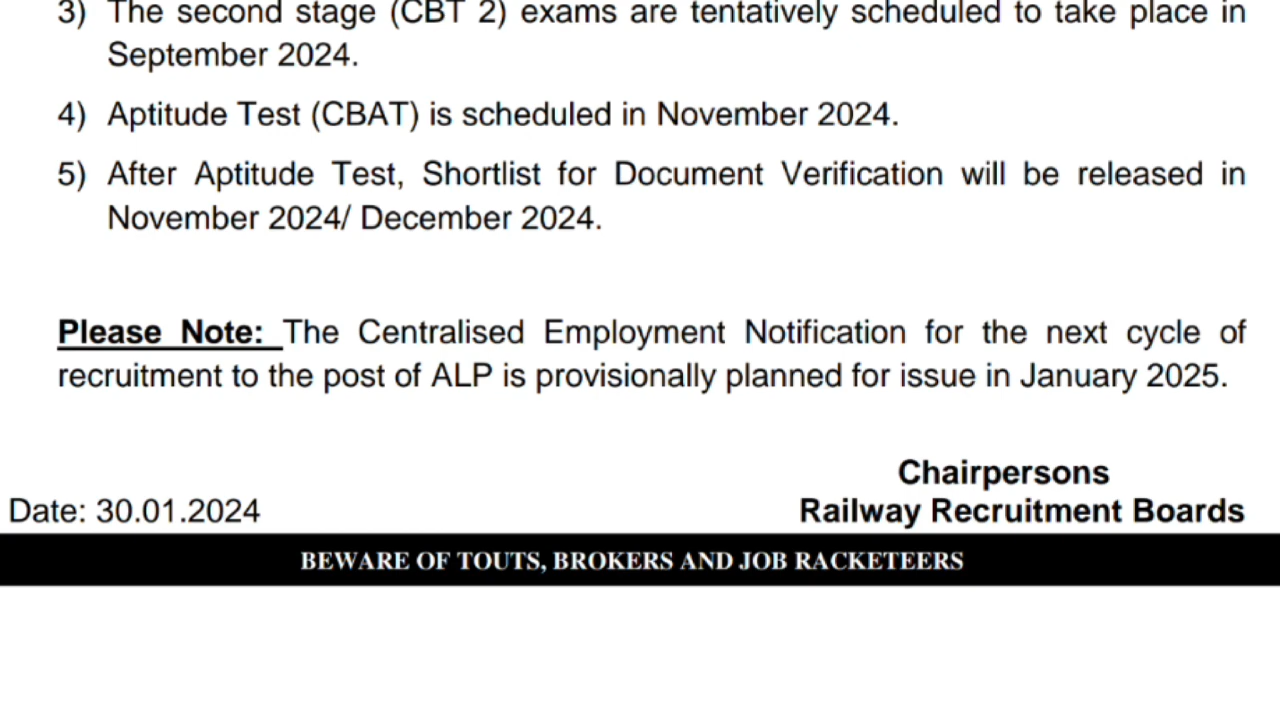 3) The second stage (CBT 2) exams are tentatively scheduled to take place in
September 2024.
4) Aptitude Test (CBAT) is scheduled in November 2024.
5) After Aptitude Test, Shortlist for Document Verification will be released in
November 2024/ December 2024.
Please Note: The Centralised Employment Notification for the next cycle of
recruitment to the post of ALP is provisionally planned for issue in January 2025.
Chairpersons
Date: 30.01.2024 Railway Recruitment Boards
BEWARE OF TOUTS, BROKERS AND JOB RACKETEERS